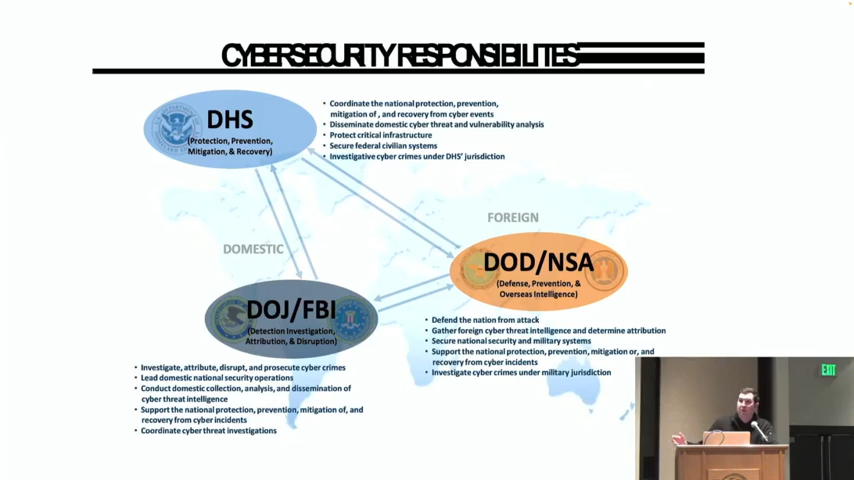 CYBERSECURITY RESPONSIBILITES
DHS
(Protection, Prevention,
Mitigation, & Recovery)
• Coordinate the national protection, prevention,
mitigation of, and recovery from cyber events
• Disseminate domestic cyber threat and vulnerability analysis
• Protect critical infrastructure
• Secure federal civilian systems
• Investigative cyber crimes under DHS' jurisdiction
FOREIGN
DOMESTIC
DOD/NSA
(Defense, Prevention, &
Overseas Intelligence)
DOJ/FBI
(Detection Investigation,
Attribution, & Disruption)
• Defend the nation from attack
• Gather foreign cyber threat intelligence and determine attribution
• Secure national security and military systems
• Support the national protection, prevention, mitigation or, and
recovery from cyber incidents
• Investigate cyber crimes under military jurisdiction
• Investigate, attribute, disrupt, and prosecute cyber crimes
• Lead domestic national security operations
• Conduct domestic collection, analysis, and dissemination of
cyber threat intelligence
• Support the national protection, prevention, mitigation of, and
recovery from cyber incidents
• Coordinate cyber threat investigations
EXIT